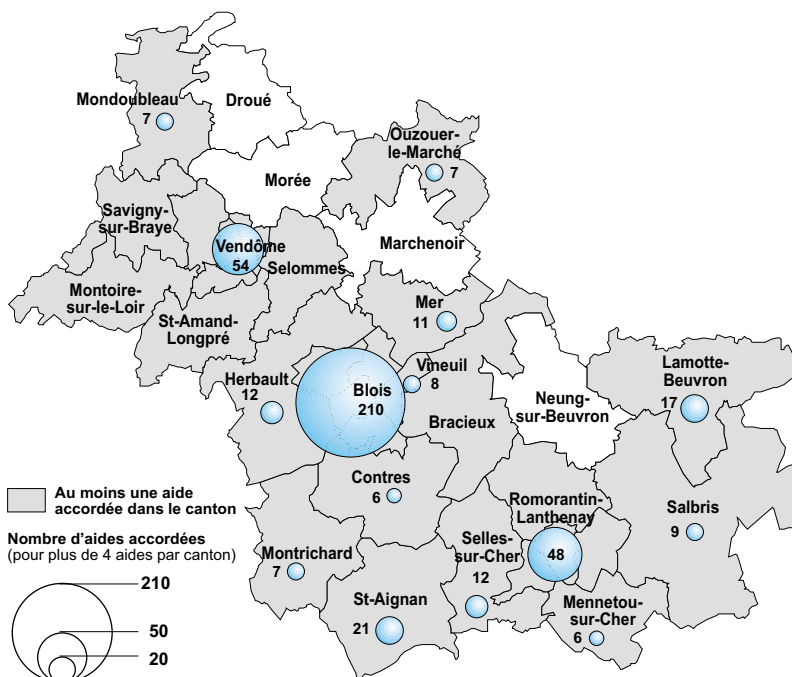 Mondoubleau
7
Droué
Ouzouer-
le-Marché
7
Morée
Savigny-
sur-Braye
Vendôme
54
Selommes
Marchenoir
Montoire-
sur-le-Loir
St-Amand-
Longpré
Mer
11
Vineuil
8
Herbault
12
Blois
210
Neung-
sur-Beuvron
Lamotte-
Beuvron
17
Bracieux
Contres
6
Romorantin-
Lanthenay
48
Salbris
9
Selles-
sur-Cher
12
Montrichard
7
St-Aignan
21
Mennetou-
sur-Cher
6
Au moins une aide
accordée dans le canton
Nombre d'aides accordées
(pour plus de 4 aides par canton)
210
50
20